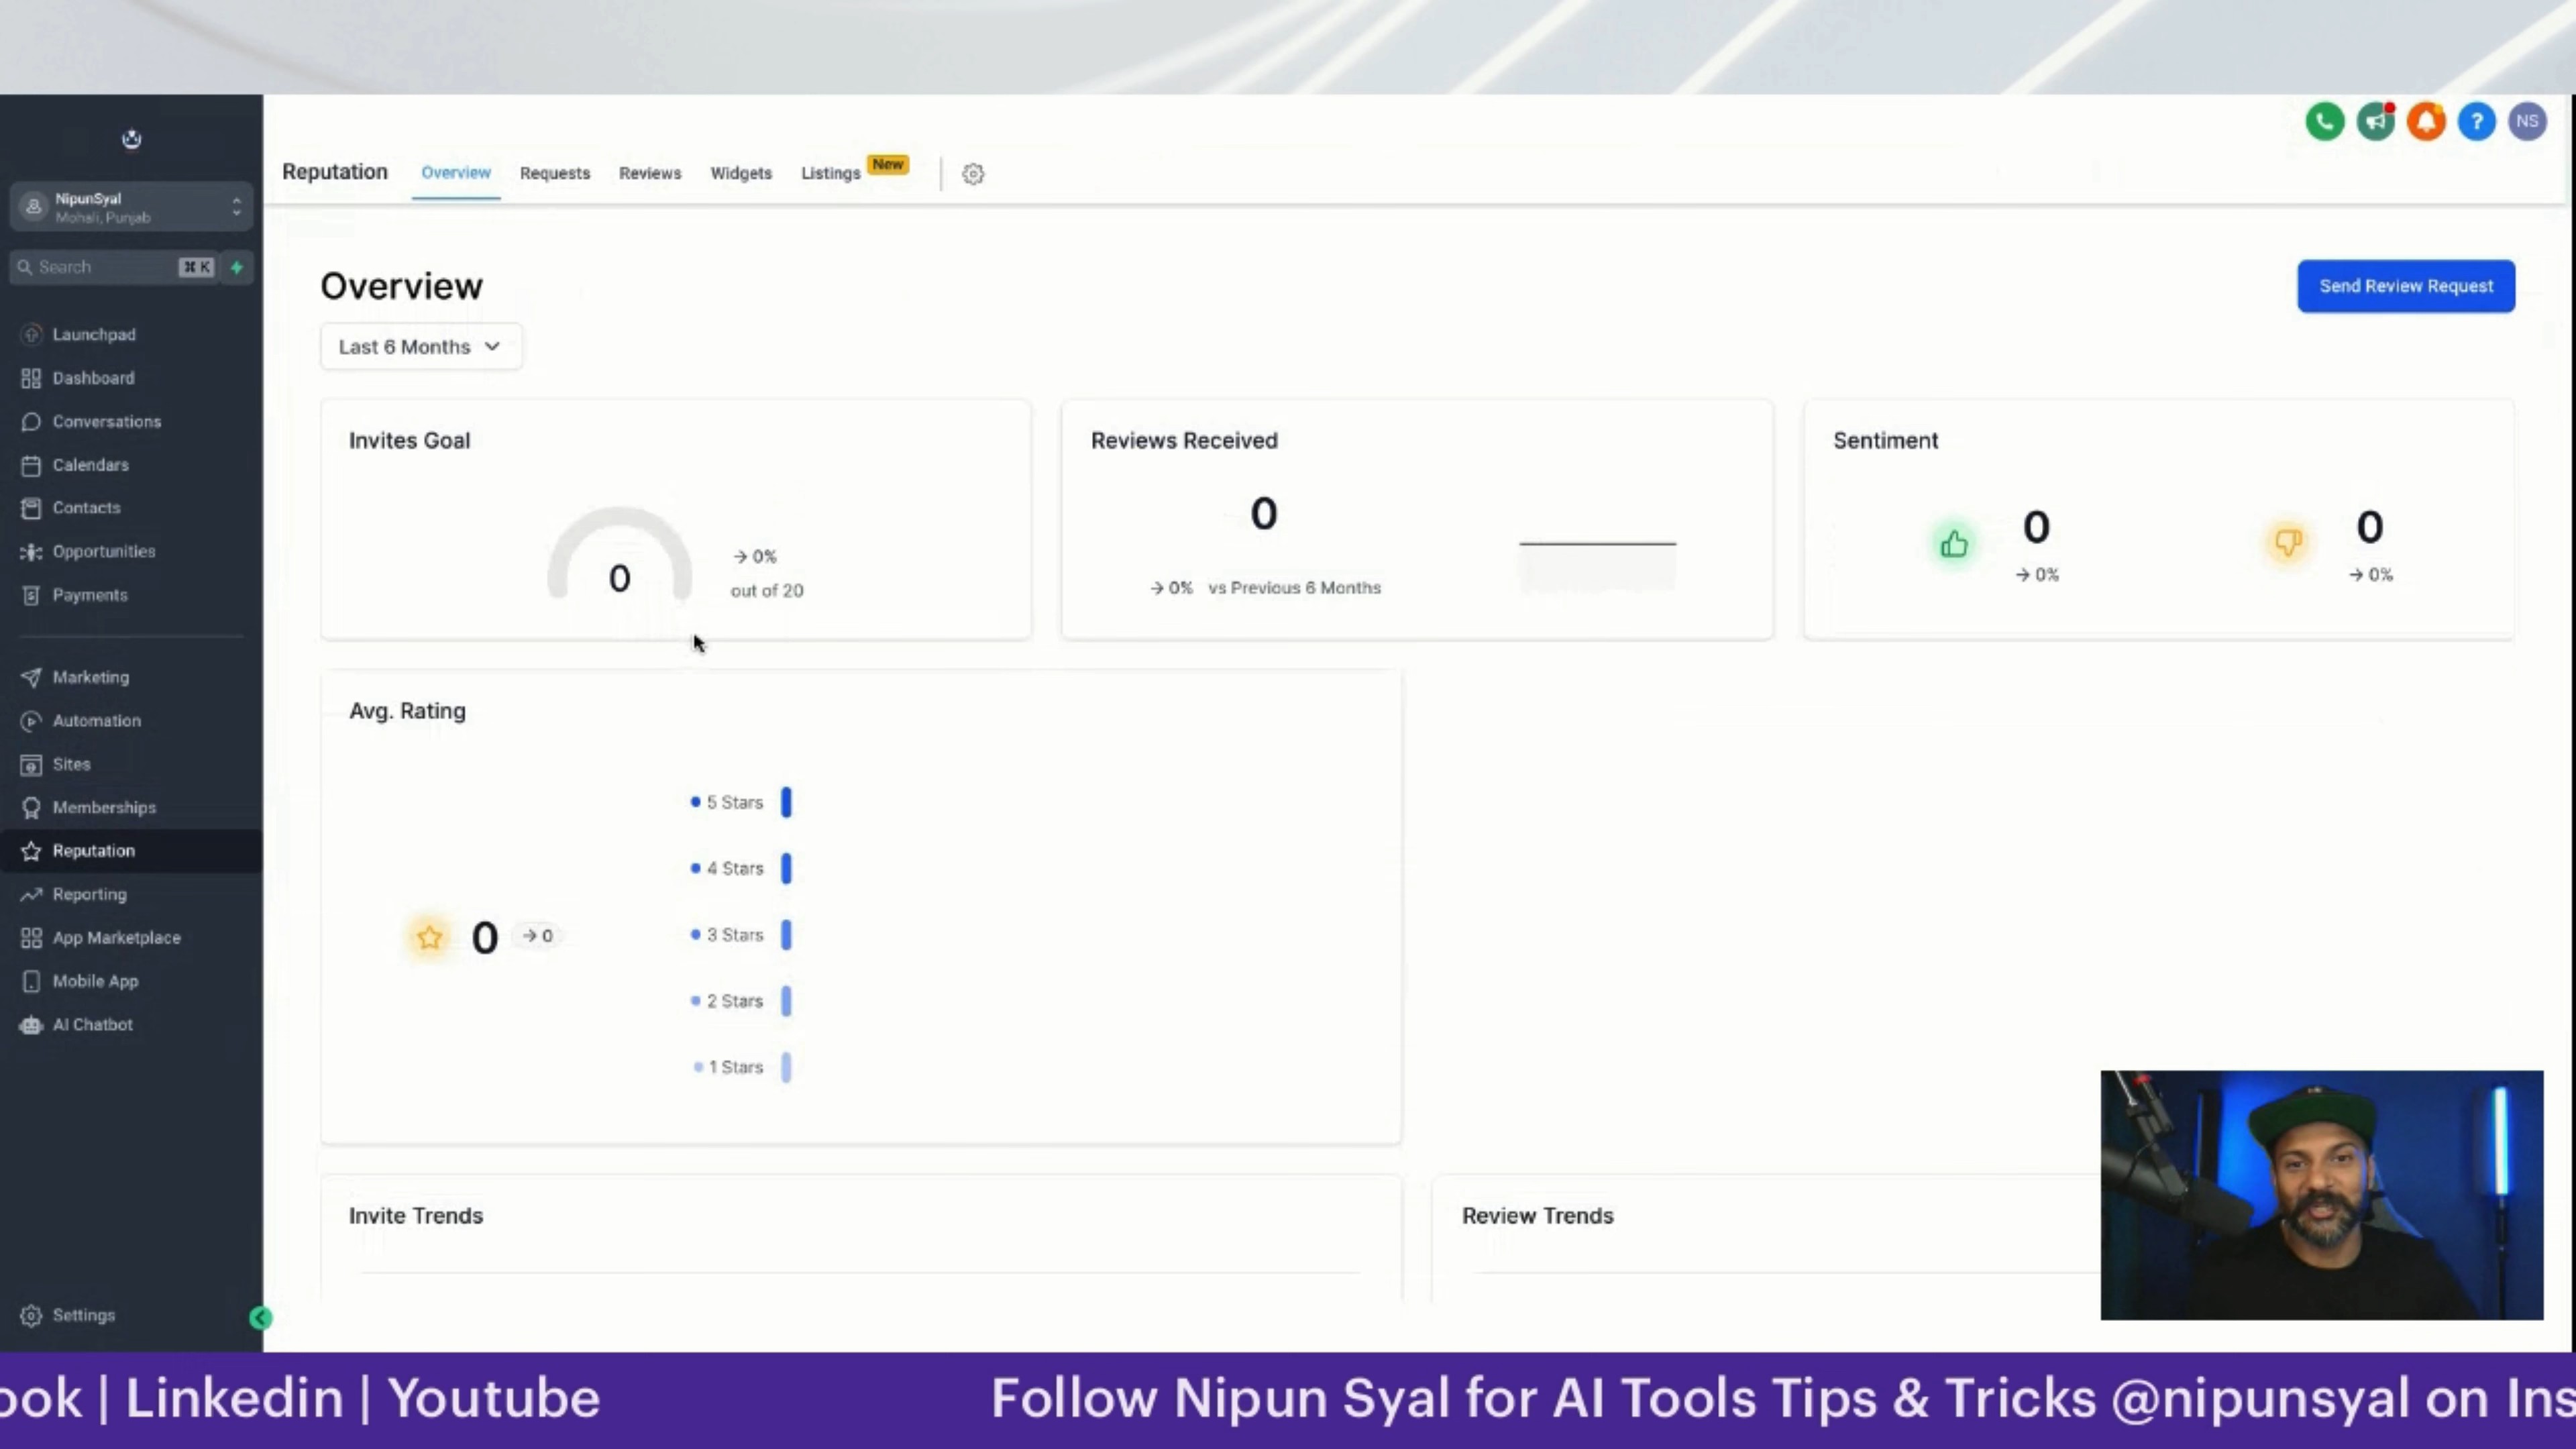 NipunSyal
Mohali, Punjab
Search
⌘ K
Launchpad
Dashboard
Conversations
Calendars
Contacts
Opportunities
Payments
Marketing
Automation
Sites
Memberships
Reputation
Reporting
App Marketplace
Mobile App
AI Chatbot
Settings
Reputation Overview Requests Reviews Widgets Listings New
? NS
Overview
Send Review Request
Last 6 Months
Invites Goal
0
→ 0%
out of 20
Reviews Received
0
→ 0% vs Previous 6 Months
Sentiment
0
→ 0%
0
→ 0%
Avg. Rating
0 → 0
5 Stars
4 Stars
3 Stars
2 Stars
1 Stars
Invite Trends
Review Trends
ook | Linkedin | Youtube Follow Nipun Syal for AI Tools Tips & Tricks @nipunsyal on Ins